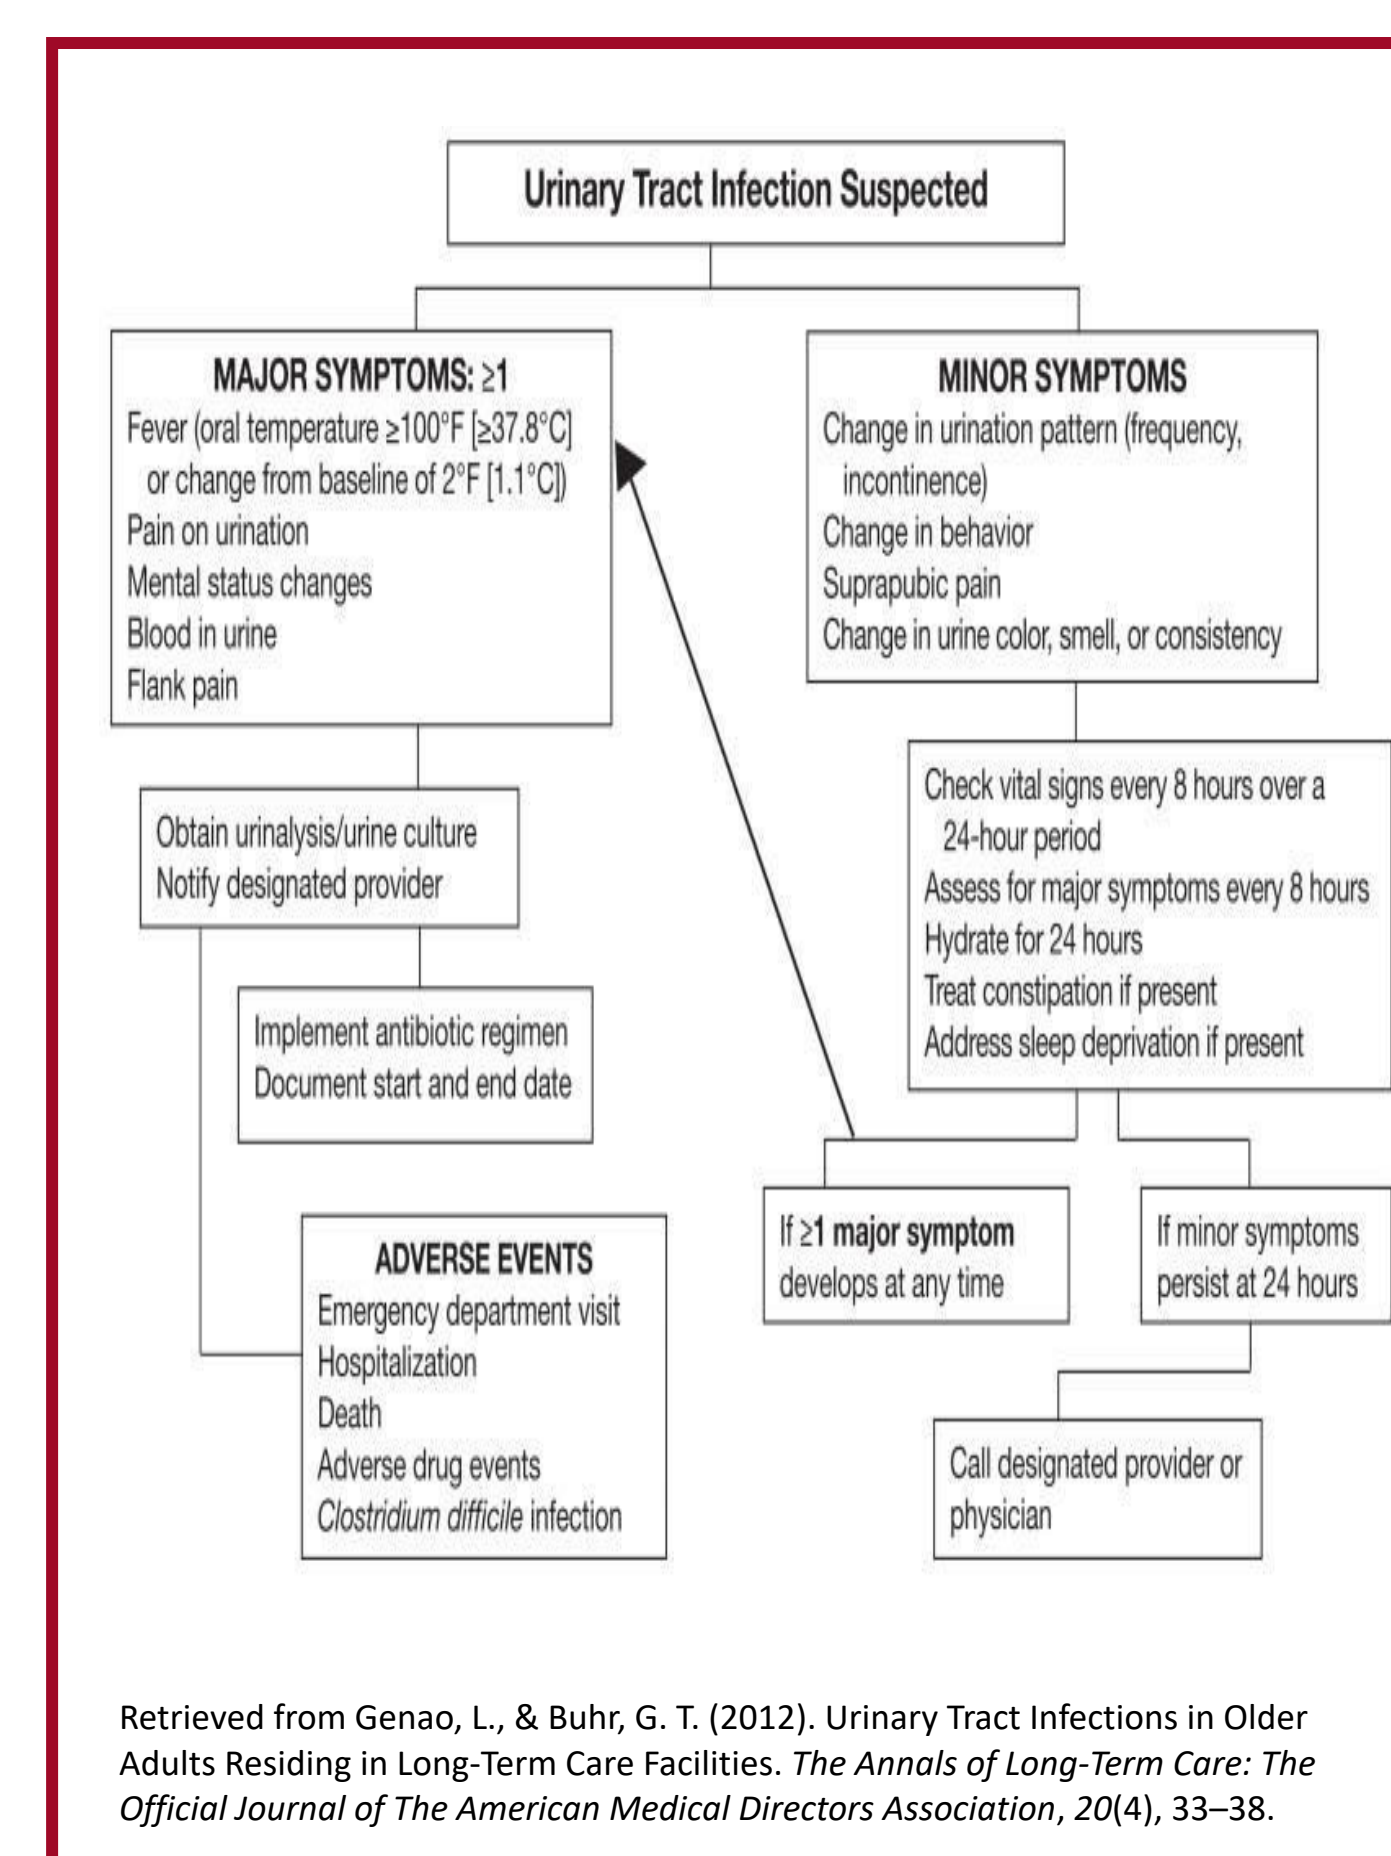 Urinary Tract Infection Suspected
MAJOR SYMPTOMS: ≥1
Fever (oral temperature ≥100°F [≥37.8°C]
or change from baseline of 2°F [1.1°C])
Pain on urination
Mental status changes
Blood in urine
Flank pain
Obtain urinalysis/urine culture
Notify designated provider
Implement antibiotic regimen
Document start and end date
ADVERSE EVENTS
Emergency department visit
Hospitalization
Death
Adverse drug events
Clostridium difficile infection
MINOR SYMPTOMS
Change in urination pattern (frequency,
incontinence)
Change in behavior
Suprapubic pain
Change in urine color, smell, or consistency
Check vital signs every 8 hours over a
24-hour period
Assess for major symptoms every 8 hours
Hydrate for 24 hours
Treat constipation if present
Address sleep deprivation if present
If ≥1 major symptom
develops at any time
If minor symptoms
persist at 24 hours
Call designated provider or
physician
Retrieved from Genao, L., & Buhr, G. T. (2012). Urinary Tract Infections in Older
Adults Residing in Long-Term Care Facilities. The Annals of Long-Term Care: The
Official Journal of The American Medical Directors Association, 20(4), 33–38.